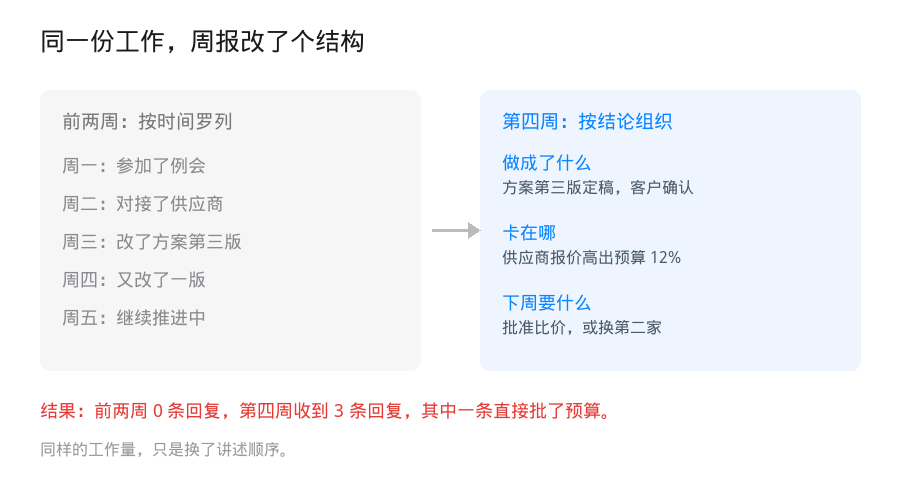 同一份工作，周报改了个结构
前两周：按时间罗列
周一：参加了例会
周二：对接了供应商
周三：改了方案第三版
周四：又改了一版
周五：继续推进中
第四周：按结论组织
做成了什么
方案第三版定稿，客户确认
卡在哪
供应商报价高出预算 12%
下周要什么
批准比价，或换第二家
结果：前两周 0 条回复，第四周收到 3 条回复，其中一条直接批了预算。
同样的工作量，只是换了讲述顺序。